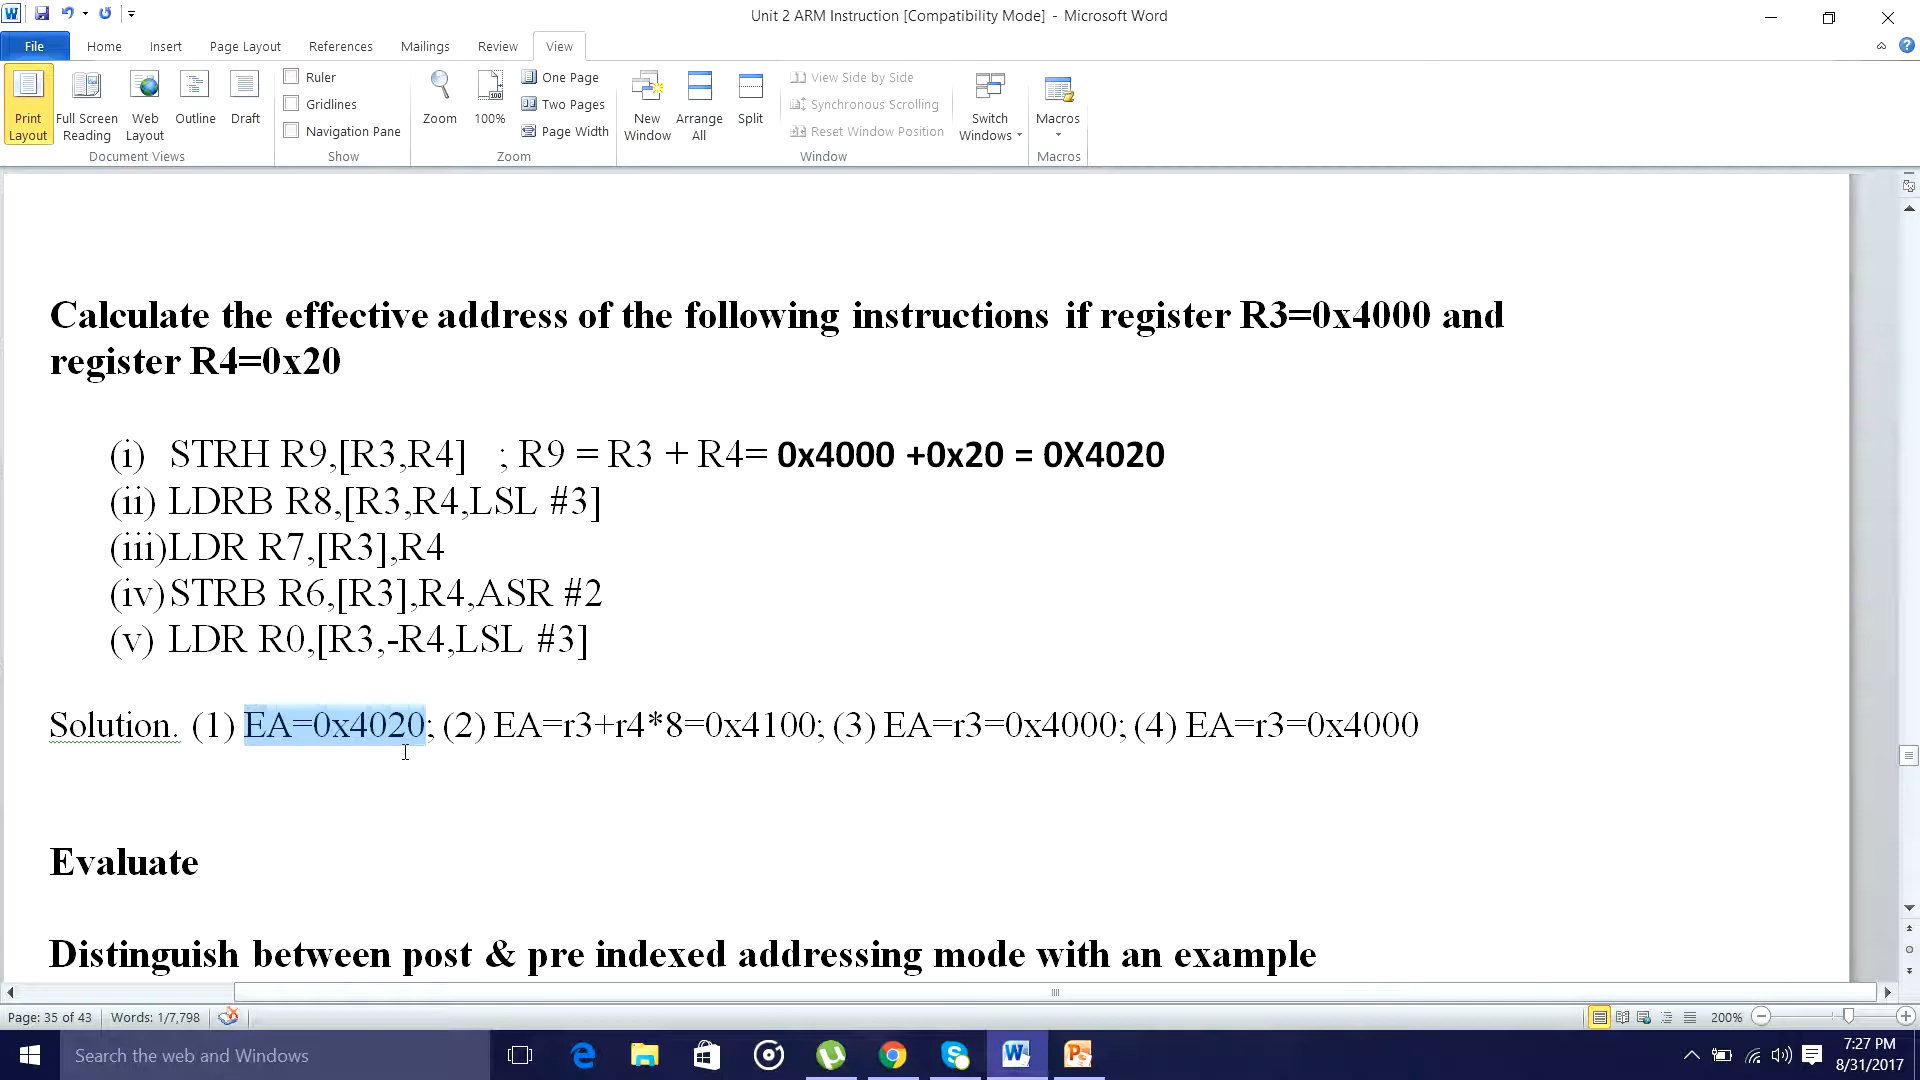 Unit 2 ARM Instruction [Compatibility Mode] - Microsoft Word
File Home Insert Page Layout References Mailings Review View
Print Layout
Full Screen Reading
Web Layout
Outline
Draft
Document Views
Ruler
Gridlines
Navigation Pane
Show
Zoom
100%
One Page
Two Pages
Page Width
Zoom
New Window
Arrange All
Split
View Side by Side
Synchronous Scrolling
Reset Window Position
Window
Switch Windows
Macros
Macros
Calculate the effective address of the following instructions if register R3=0x4000 and
register R4=0x20
(i) STRH R9,[R3,R4] ; R9 = R3 + R4= 0x4000 +0x20 = 0X4020
(ii) LDRB R8,[R3,R4,LSL #3]
(iii)LDR R7,[R3],R4
(iv) STRB R6,[R3],R4,ASR #2
(v) LDR R0,[R3,-R4,LSL #3]
Solution. (1) EA=0x4020; (2) EA=r3+r4*8=0x4100; (3) EA=r3=0x4000; (4) EA=r3=0x4000
Evaluate
Distinguish between post & pre indexed addressing mode with an example
Page: 35 of 43 Words: 1/7,798 200%
Search the web and Windows
7:27 PM
8/31/2017